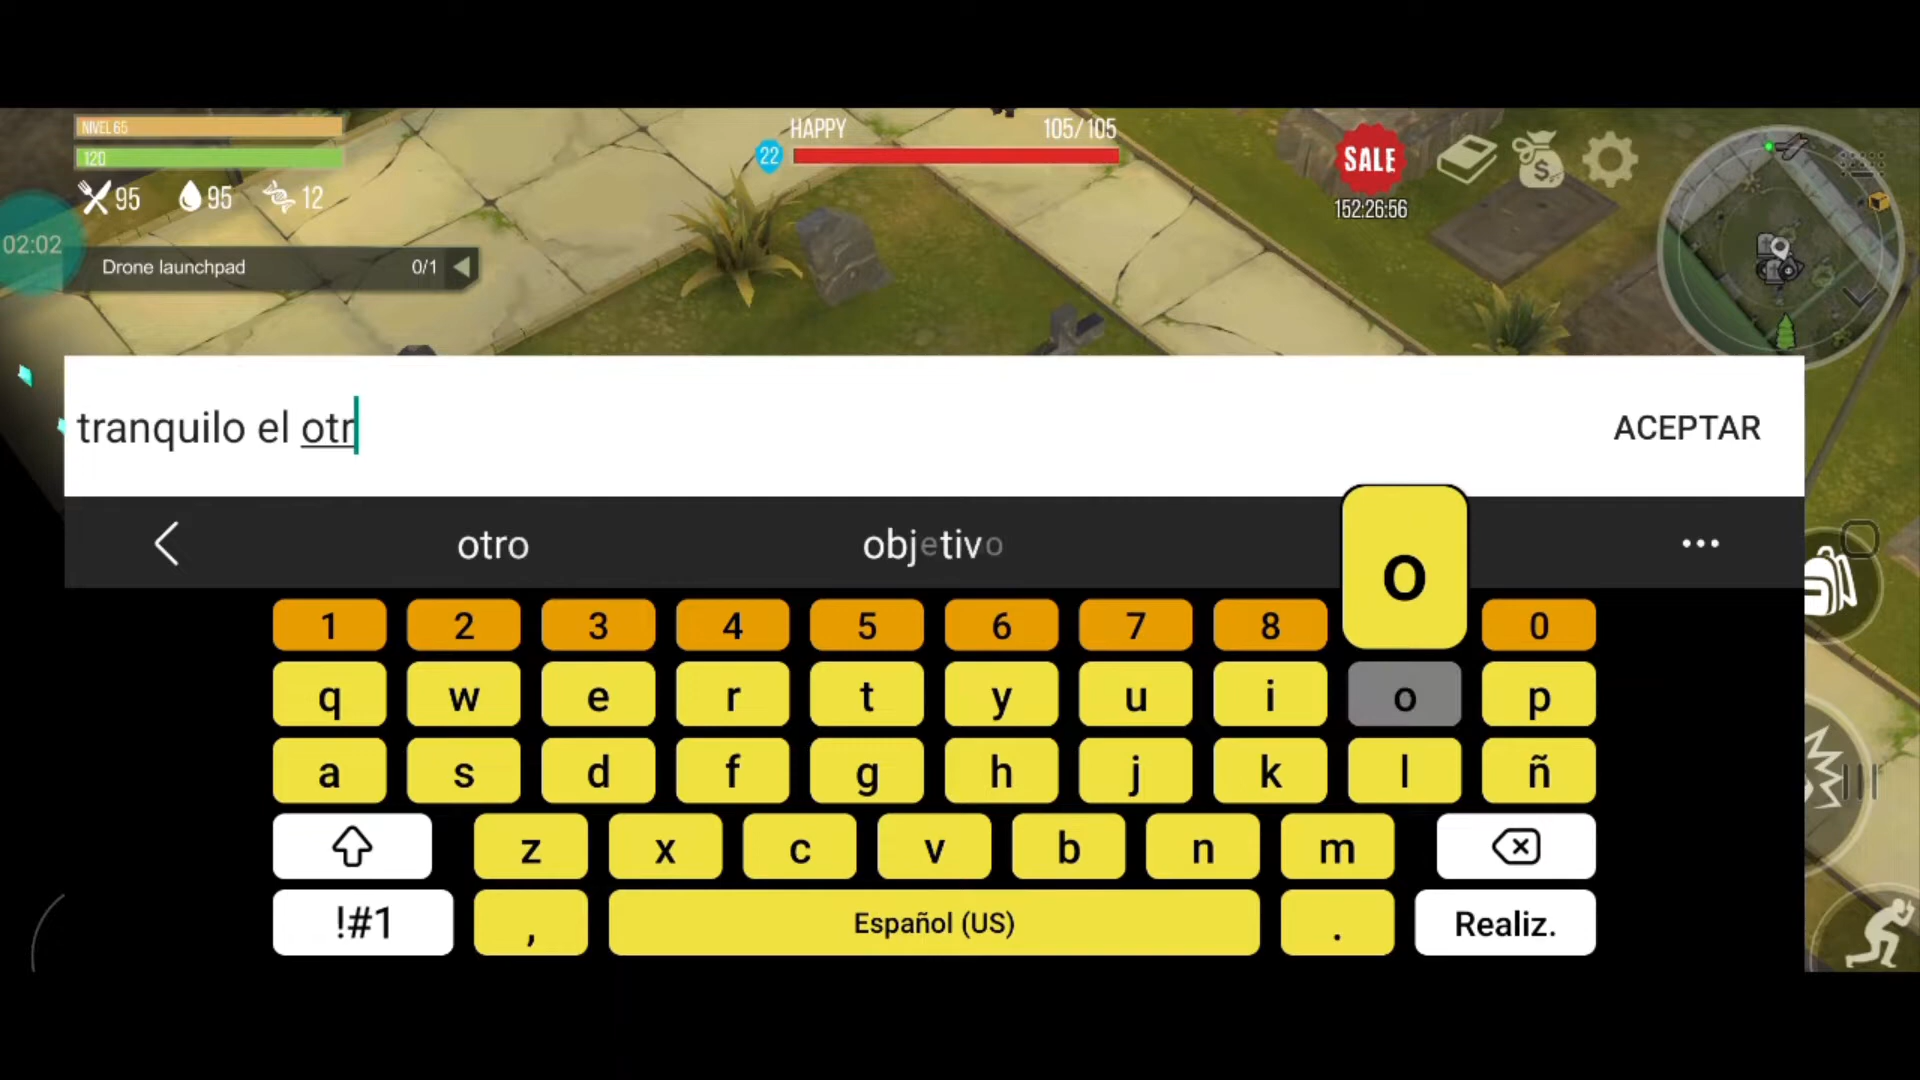 NIVEL 65
120
95 95 12
02:02
Drone launchpad 0/1
HAPPY 105/105
22
SALE
152:26:56
tranquilo el otr
ACEPTAR
otro objetivo
o
1 2 3 4 5 6 7 8 0
q w e r t y u i o p
a s d f g h j k l ñ
z x c v b n m
!#1 , Español (US) . Realiz.